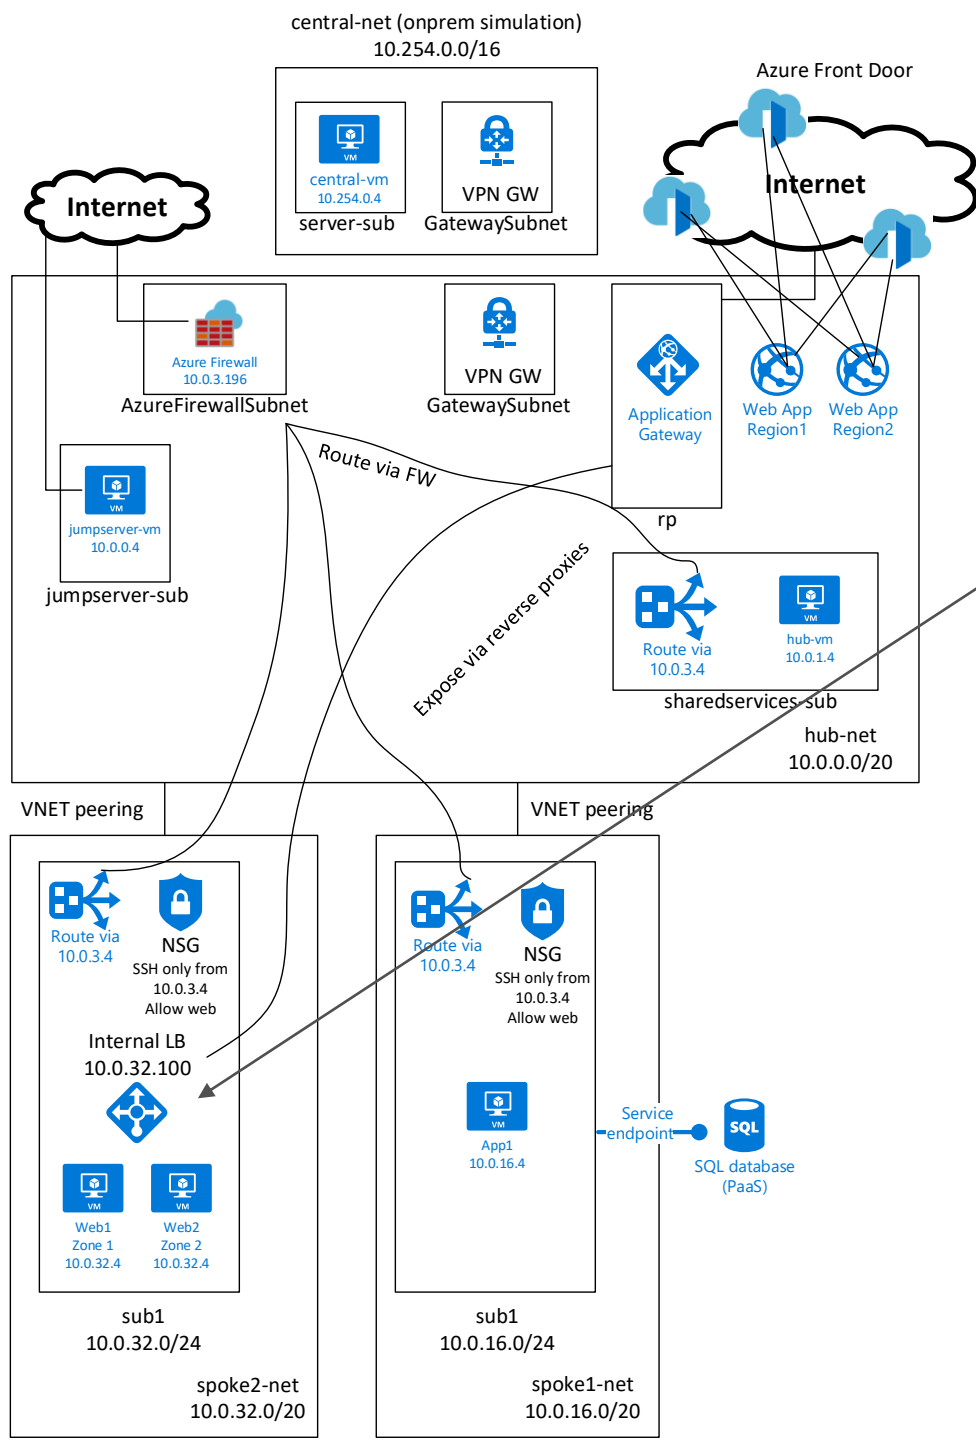 central-net (onprem simulation)
10.254.0.0/16
Azure Front Door
VM
central-vm
10.254.0.4
server-sub
VPN GW
GatewaySubnet
Internet
Internet
Azure Firewall
10.0.3.196
AzureFirewallSubnet
VPN GW
GatewaySubnet
Application
Gateway
rp
Web App
Region1
Web App
Region2
Route via FW
VM
jumpserver-vm
10.0.0.4
jumpserver-sub
Expose via reverse proxies
Route via
10.0.3.4
VM
hub-vm
10.0.1.4
sharedservices-sub
hub-net
10.0.0.0/20
VNET peering
VNET peering
Route via
10.0.3.4
NSG
SSH only from
10.0.3.4
Allow web
Internal LB
10.0.32.100
VM
Web1
Zone 1
10.0.32.4
VM
Web2
Zone 2
10.0.32.4
sub1
10.0.32.0/24
spoke2-net
10.0.32.0/20
Route via
10.0.3.4
NSG
SSH only from
10.0.3.4
Allow web
VM
App1
10.0.16.4
Service
endpoint
SQL
SQL database
(PaaS)
sub1
10.0.16.0/24
spoke1-net
10.0.16.0/20